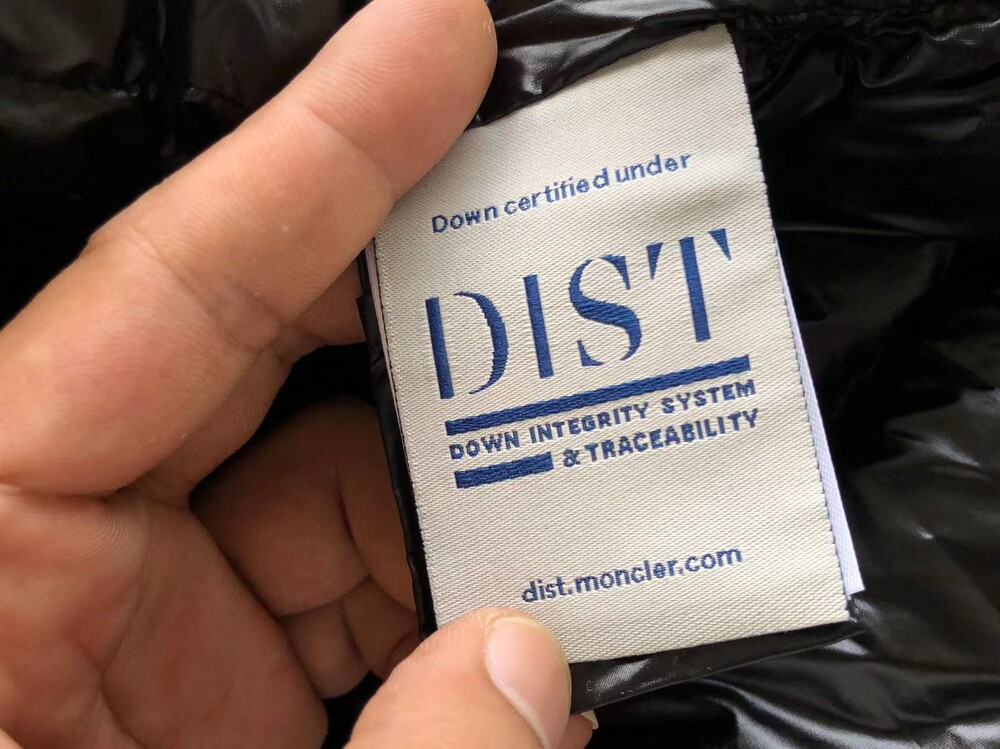 Down certified under
DIST
DOWN INTEGRITY SYSTEM
& TRACEABILITY
dist.moncler.com